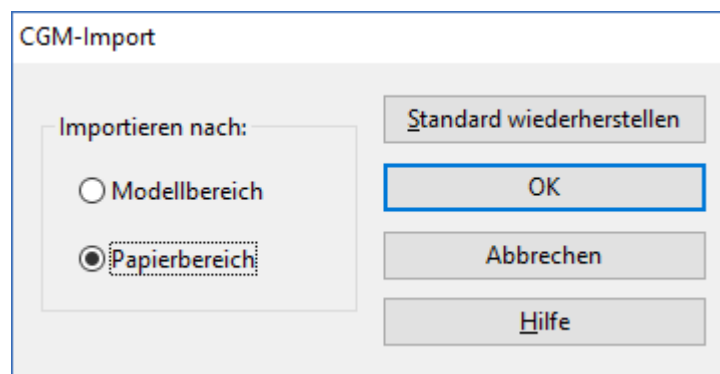 CGM-Import
Importieren nach:
Modellbereich
Papierbereich
Standard wiederherstellen
OK
Abbrechen
Hilfe